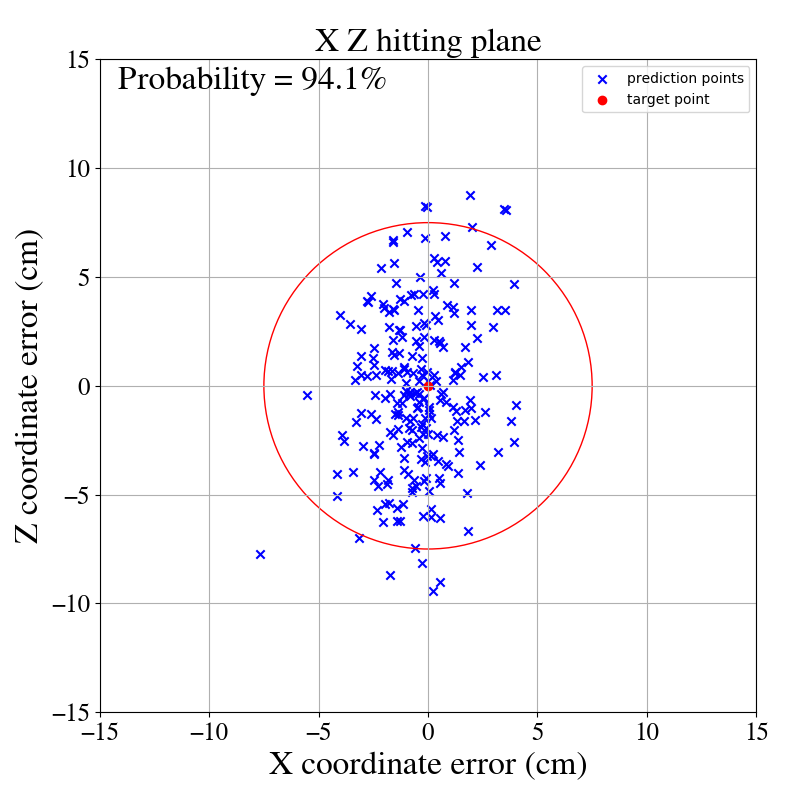 X Z hitting plane
Probability = 94.1%
prediction points
target point
15
10
5
0
−5
−10
−15
Z coordinate error (cm)
−15 −10 −5 0 5 10 15
X coordinate error (cm)